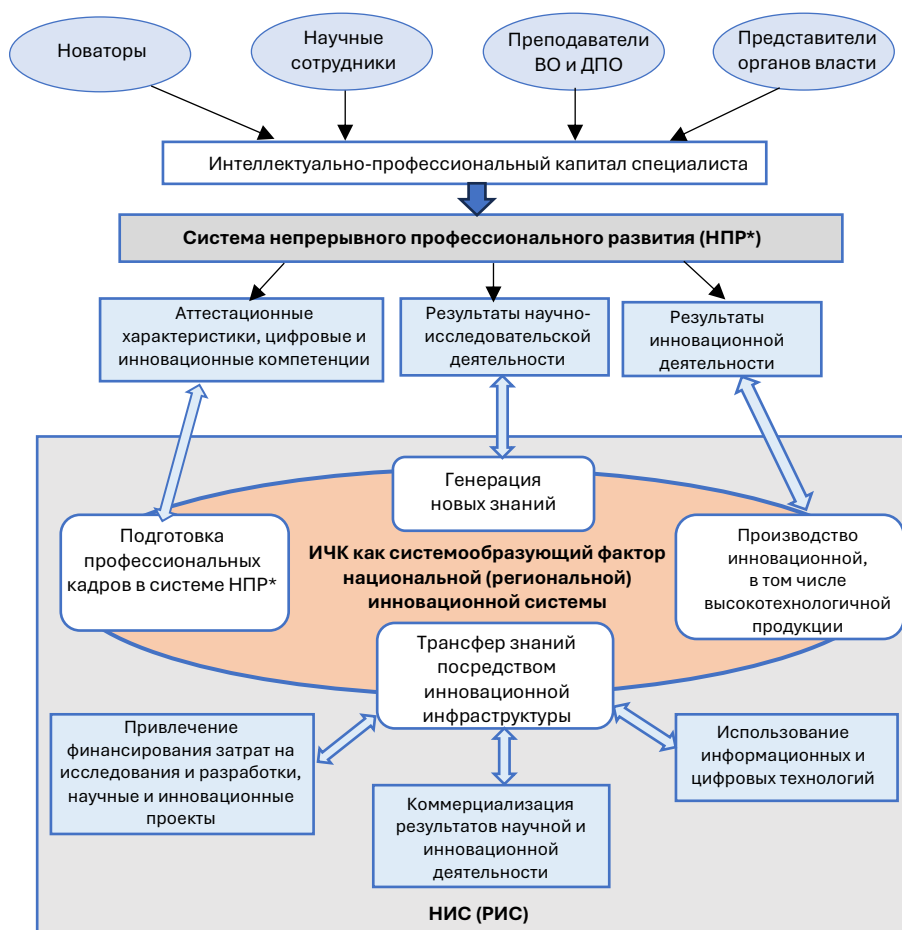 Новаторы
Научные
сотрудники
Преподаватели
ВО и ДПО
Представители
органов власти
Интеллектуально-профессиональный капитал специалиста
Система непрерывного профессионального развития (НПР*)
Аттестационные
характеристики, цифровые и
инновационные компетенции
Результаты научно-
исследовательской
деятельности
Результаты
инновационной
деятельности
Генерация
новых знаний
Подготовка
профессиональных
кадров в системе НПР*
ИЧК как системообразующий фактор
национальной (региональной)
инновационной системы
Производство
инновационной,
в том числе
высокотехнологичной
продукции
Трансфер знаний
посредством
инновационной
инфраструктуры
Привлечение
финансирования затрат на
исследования и разработки,
научные и инновационные
проекты
Коммерциализация
результатов научной и
инновационной
деятельности
Использование
информационных и
цифровых технологий
НИС (РИС)